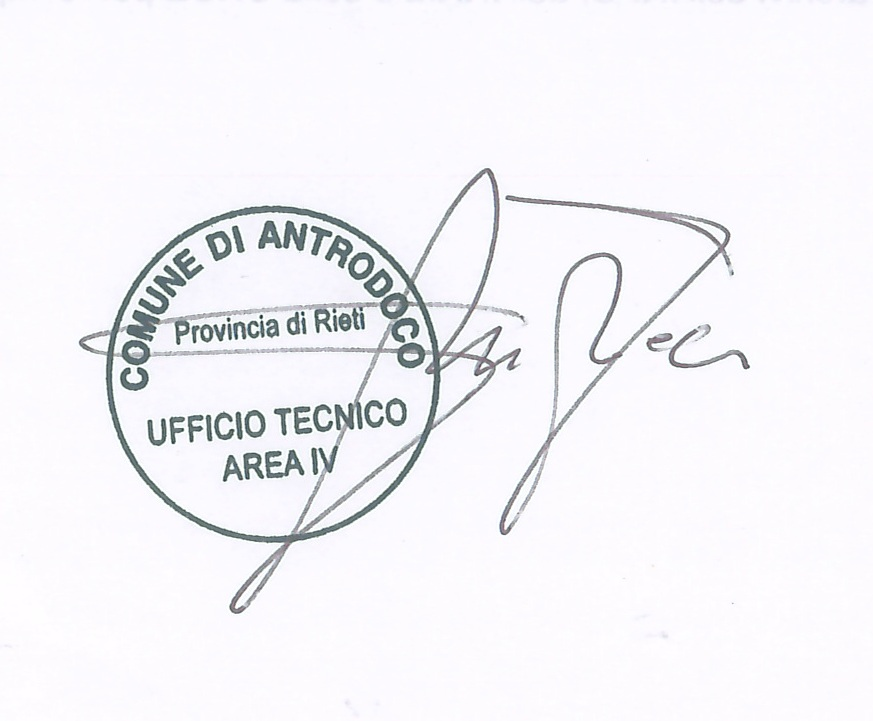 COMUNE DI ANTRODOCO
Provincia di Rieti
UFFICIO TECNICO
AREA IV